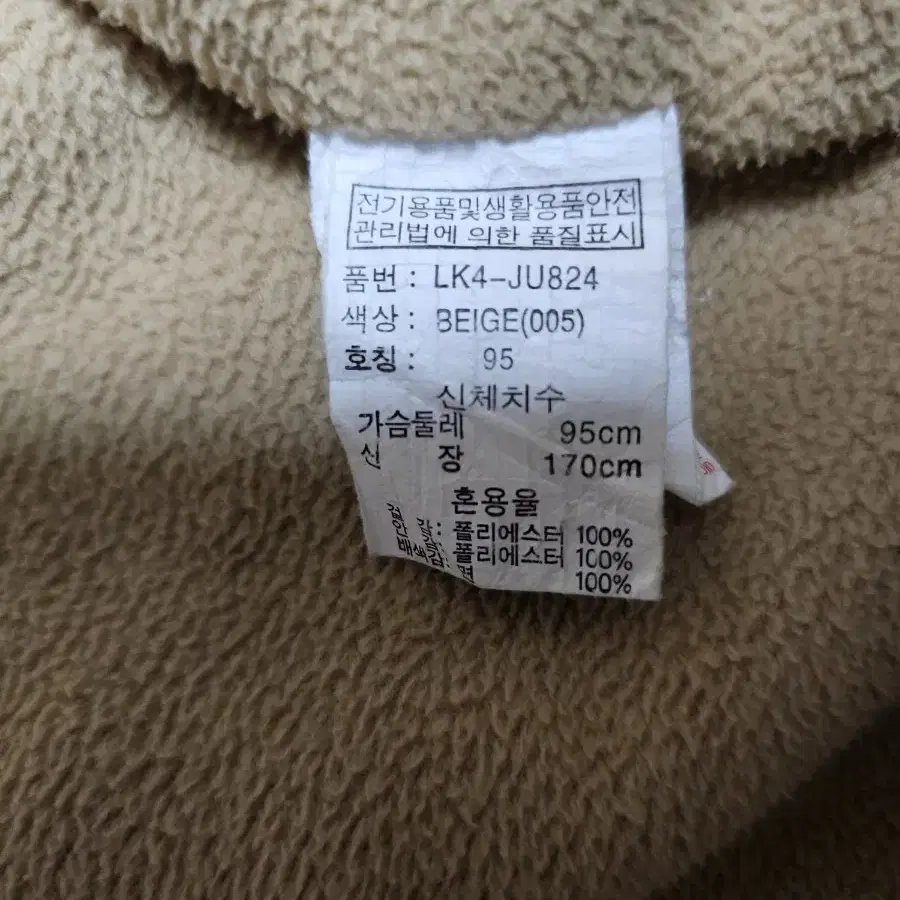 전기용품및생활용품안전
관리법에 의한 품질표시
품번 : LK4-JU824
색상 : BEIGE(005)
호칭 : 95
신체치수
가슴둘레 95cm
신 장 170cm
혼용율
겉감: 폴리에스터 100%
폴리에스터 100%
면 100%